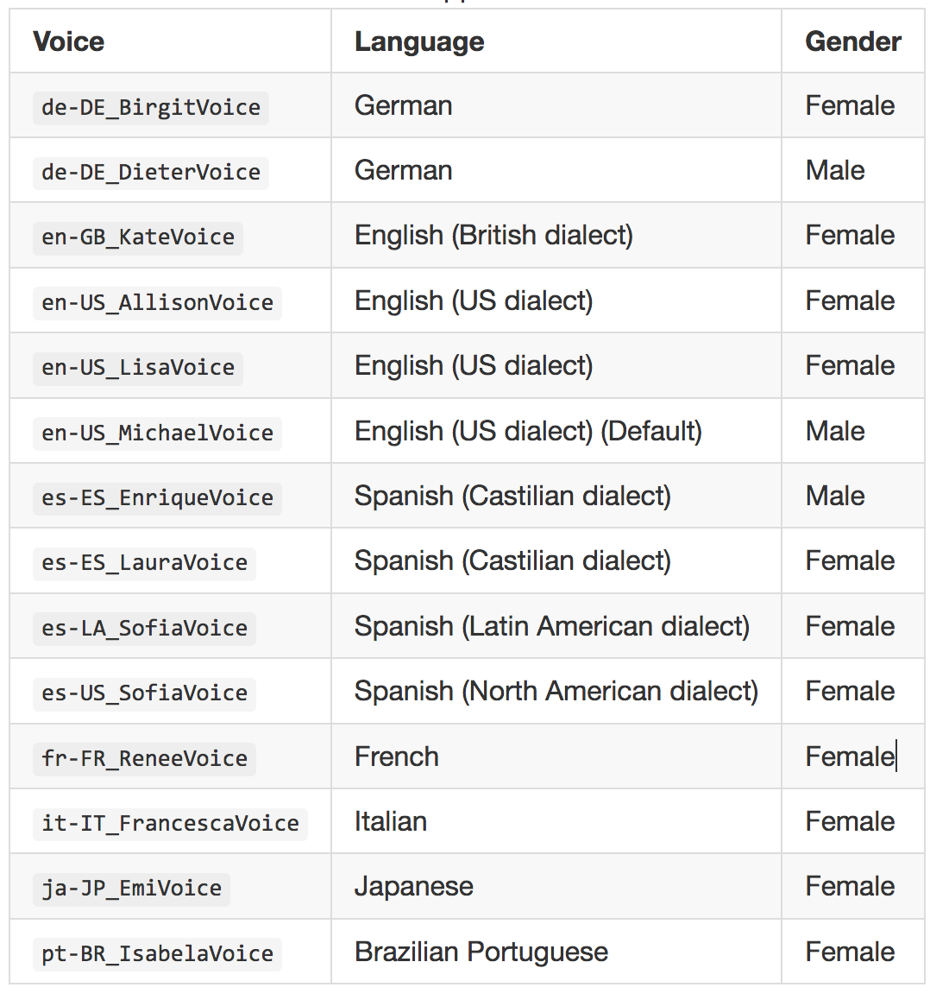 Voice Language Gender
de-DE_BirgitVoice German Female
de-DE_DieterVoice German Male
en-GB_KateVoice English (British dialect) Female
en-US_AllisonVoice English (US dialect) Female
en-US_LisaVoice English (US dialect) Female
en-US_MichaelVoice English (US dialect) (Default) Male
es-ES_EnriqueVoice Spanish (Castilian dialect) Male
es-ES_LauraVoice Spanish (Castilian dialect) Female
es-LA_SofiaVoice Spanish (Latin American dialect) Female
es-US_SofiaVoice Spanish (North American dialect) Female
fr-FR_ReneeVoice French Female
it-IT_FrancescaVoice Italian Female
ja-JP_EmiVoice Japanese Female
pt-BR_IsabelaVoice Brazilian Portuguese Female